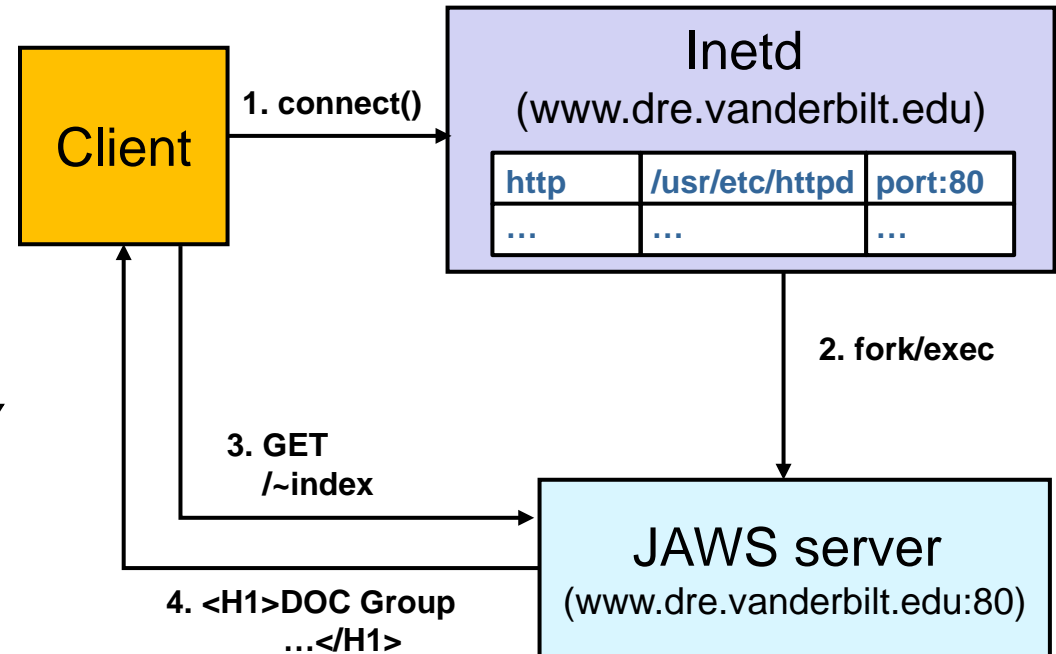 Client
1. connect()
Inetd
(www.dre.vanderbilt.edu)
http /usr/etc/httpd port:80
… … …
2. fork/exec
3. GET
/~index
4. <H1>DOC Group
…</H1>
JAWS server
(www.dre.vanderbilt.edu:80)